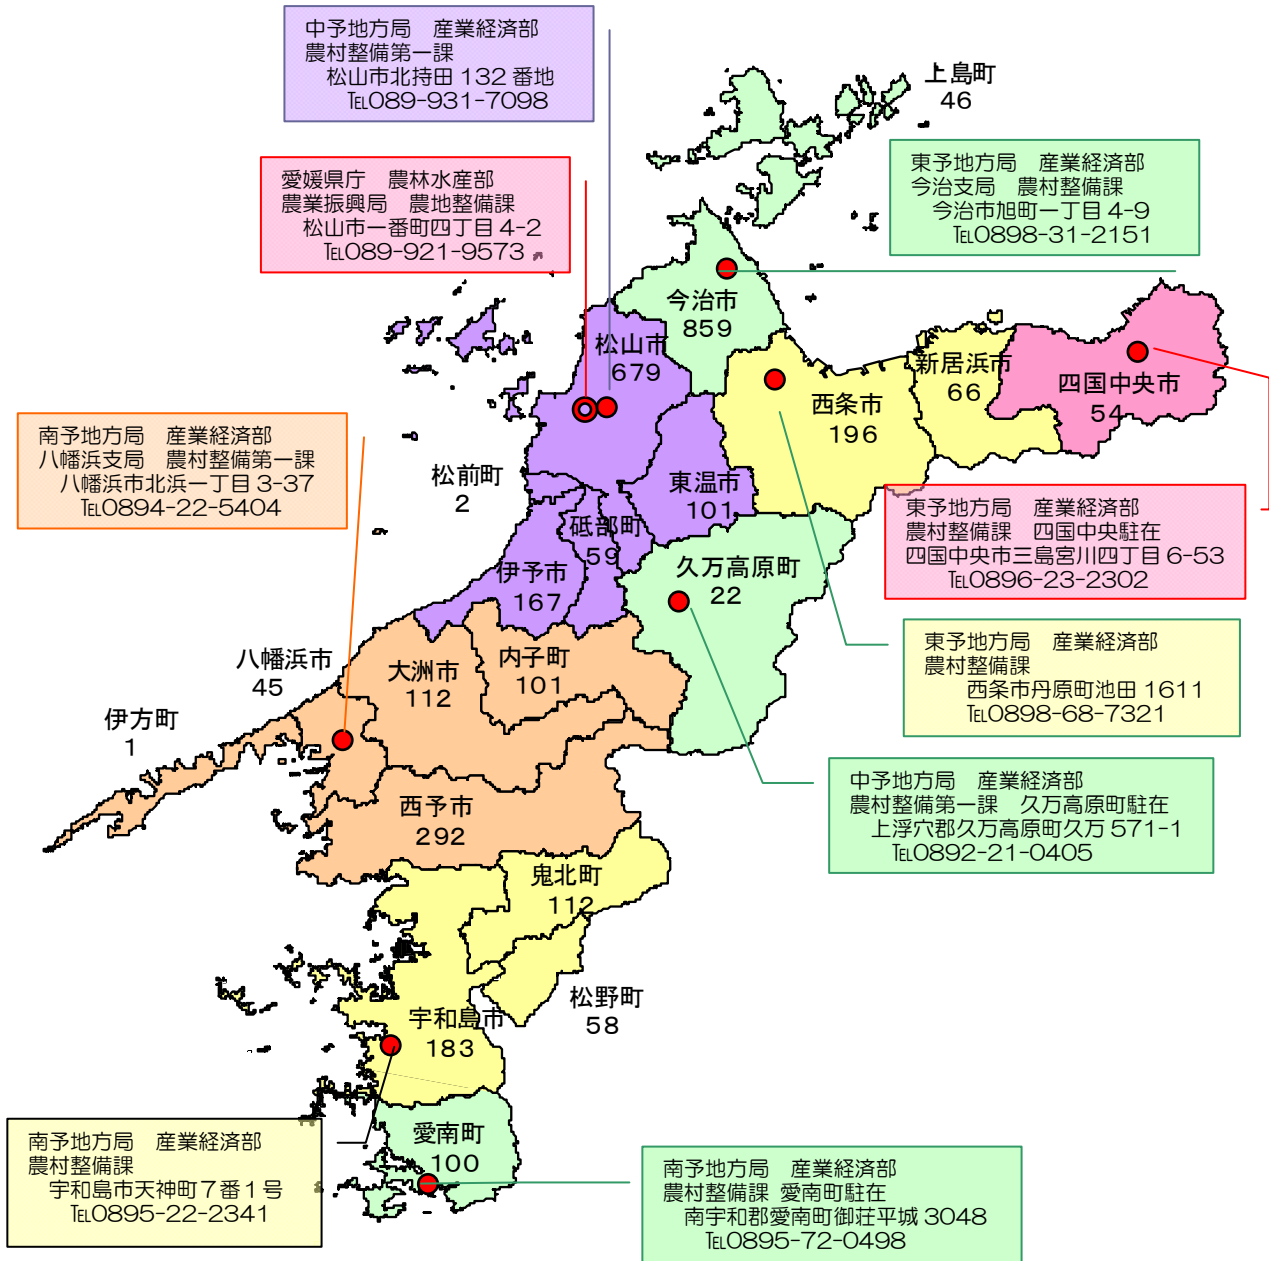 中予地方局　産業経済部
農村整備第一課
松山市北持田 132 番地
℡089-931-7098
上島町
46
東予地方局　産業経済部
今治支局　農村整備課
今治市旭町一丁目 4-9
℡0898-31-2151
愛媛県庁　農林水産部
農業振興局　農地整備課
松山市一番町四丁目 4-2
℡089-921-9573
今治市
859
松山市
679
新居浜市
66
四国中央市
54
西条市
196
南予地方局　産業経済部
八幡浜支局　農村整備第一課
八幡浜市北浜一丁目 3-37
℡0894-22-5404
松前町
2
東温市
101
砥部町
59
東予地方局　産業経済部
農村整備課　四国中央駐在
四国中央市三島宮川四丁目 6-53
℡0896-23-2302
伊予市
167
久万高原町
22
東予地方局　産業経済部
農村整備課
西条市丹原町池田 1611
℡0898-68-7321
八幡浜市
45
大洲市
112
内子町
101
伊方町
1
中予地方局　産業経済部
農村整備第一課　久万高原町駐在
上浮穴郡久万高原町久万 571-1
℡0892-21-0405
西予市
292
鬼北町
112
松野町
58
宇和島市
183
南予地方局　産業経済部
農村整備課
宇和島市天神町７番１号
℡0895-22-2341
愛南町
100
南予地方局　産業経済部
農村整備課 愛南町駐在
南宇和郡愛南町御荘平城 3048
℡0895-72-0498